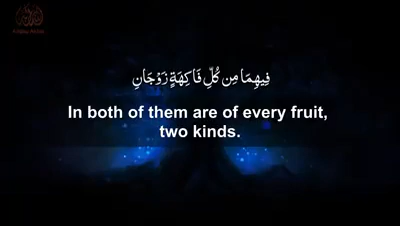 فِيهِمَا مِن كُلِّ فَاكِهَةٍ زَوْجَانِ
In both of them are of every fruit,
two kinds.